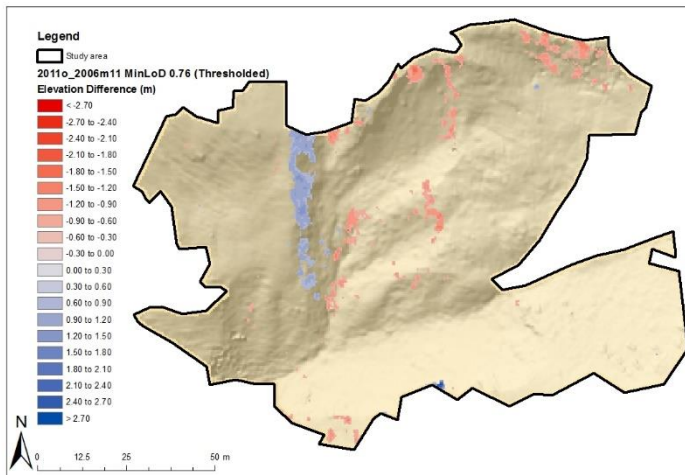 Legend
Study area
2011o_2006m11 MinLoD 0.76 (Thresholded)
Elevation Difference (m)
< -2.70
-2.70 to -2.40
-2.40 to -2.10
-2.10 to -1.80
-1.80 to -1.50
-1.50 to -1.20
-1.20 to -0.90
-0.90 to -0.60
-0.60 to -0.30
-0.30 to 0.00
0.00 to 0.30
0.30 to 0.60
0.60 to 0.90
0.90 to 1.20
1.20 to 1.50
1.50 to 1.80
1.80 to 2.10
2.10 to 2.40
2.40 to 2.70
> 2.70
N
0 12.5 25 50 m